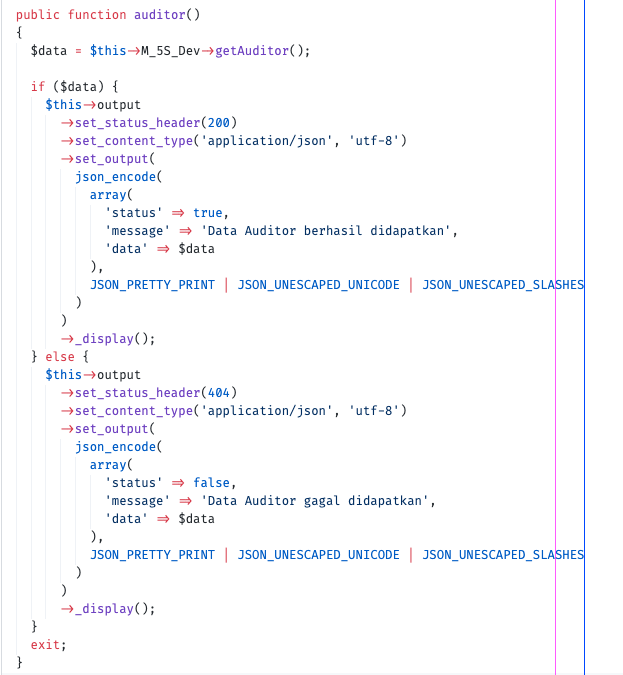 public function auditor()
{
  $data = $this->M_5S_Dev->getAuditor();

  if ($data) {
    $this->output
      ->set_status_header(200)
      ->set_content_type('application/json', 'utf-8')
      ->set_output(
        json_encode(
          array(
            'status' => true,
            'message' => 'Data Auditor berhasil didapatkan',
            'data' => $data
          ),
          JSON_PRETTY_PRINT | JSON_UNESCAPED_UNICODE | JSON_UNESCAPED_SLASHES
        )
      )
      ->_display();
  } else {
    $this->output
      ->set_status_header(404)
      ->set_content_type('application/json', 'utf-8')
      ->set_output(
        json_encode(
          array(
            'status' => false,
            'message' => 'Data Auditor gagal didapatkan',
            'data' => $data
          ),
          JSON_PRETTY_PRINT | JSON_UNESCAPED_UNICODE | JSON_UNESCAPED_SLASHES
        )
      )
      ->_display();
  }
  exit;
}